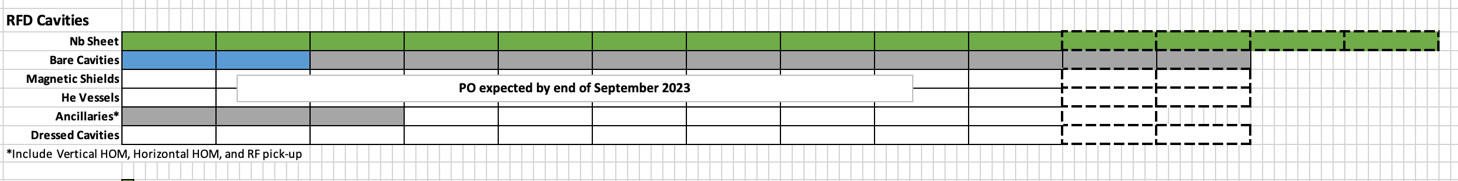 RFD Cavities
Nb Sheet
Bare Cavities
Magnetic Shields
PO expected by end of September 2023
He Vessels
Ancillaries*
Dressed Cavities
*Include Vertical HOM, Horizontal HOM, and RF pick-up